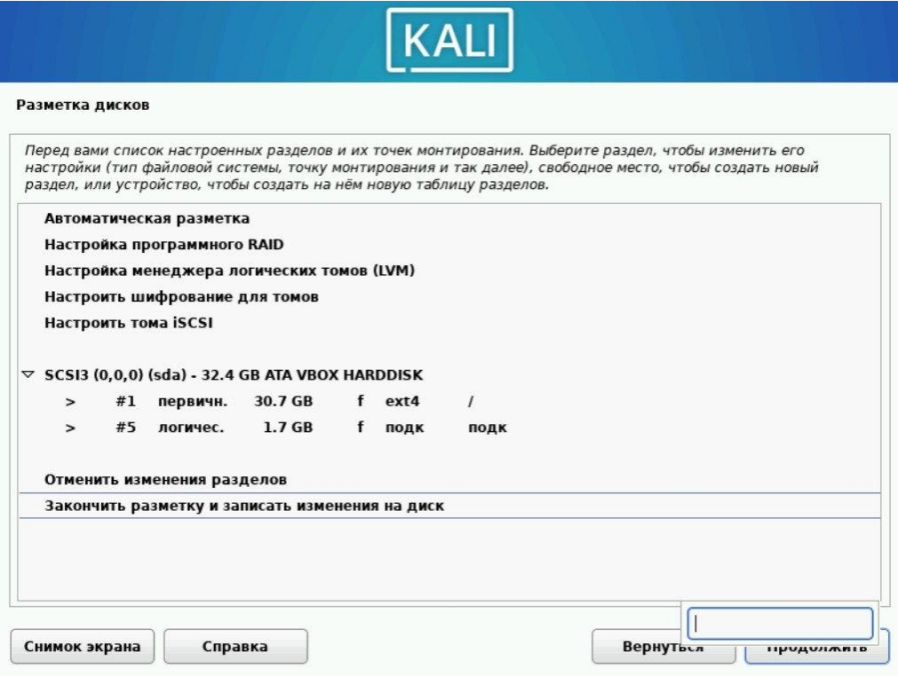 KALI
Разметка дисков
Перед вами список настроенных разделов и их точек монтирования. Выберите раздел, чтобы изменить его
настройки (тип файловой системы, точку монтирования и так далее), свободное место, чтобы создать новый
раздел, или устройство, чтобы создать на нём новую таблицу разделов.
Автоматическая разметка
Настройка программного RAID
Настройка менеджера логических томов (LVM)
Настроить шифрование для томов
Настроить тома iSCSI
SCSI3 (0,0,0) (sda) - 32.4 GB ATA VBOX HARDDISK
> #1 первичн. 30.7 GB f ext4 /
> #5 логичес. 1.7 GB f подк подк
Отменить изменения разделов
Закончить разметку и записать изменения на диск
Снимок экрана Справка Вернуться Продолжить